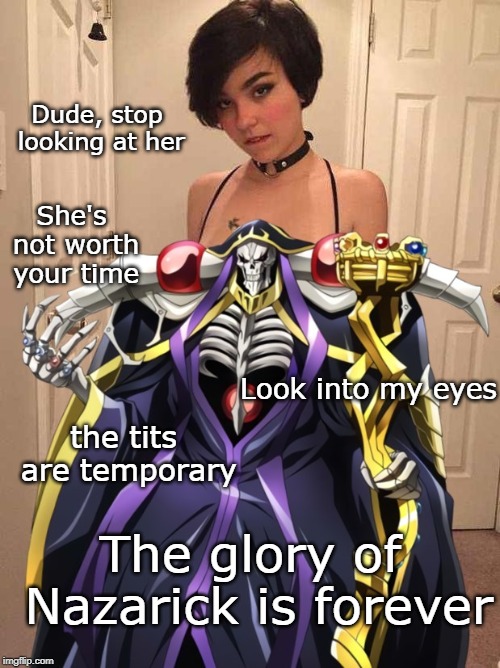 Dude, stop
looking at her
She's
not worth
your time
Look into my eyes
the tits
are temporary
The glory of
Nazarick is forever
imgflip.com